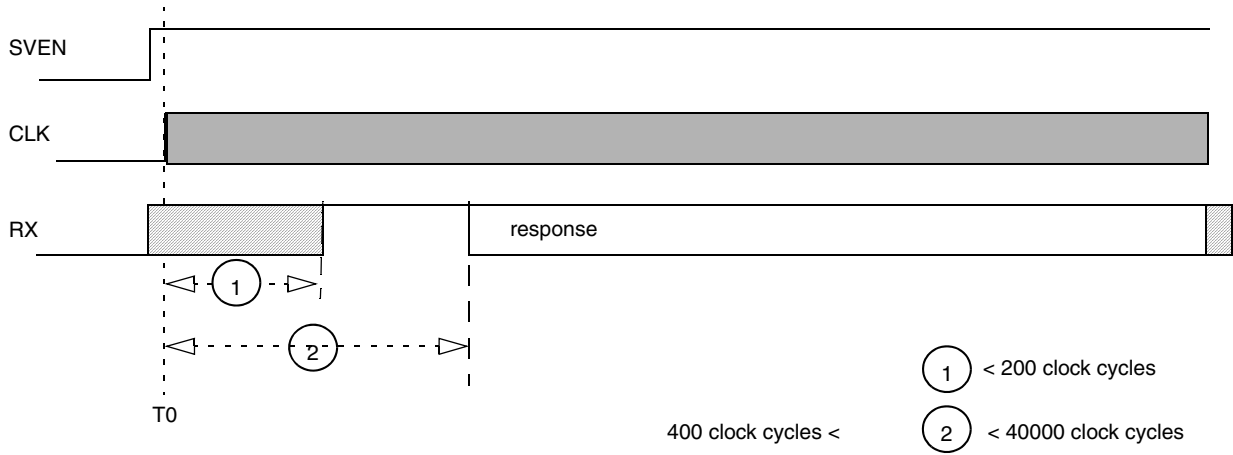 SVEN
CLK
RX
response
1
2
T0
1 < 200 clock cycles
400 clock cycles < 2 < 40000 clock cycles